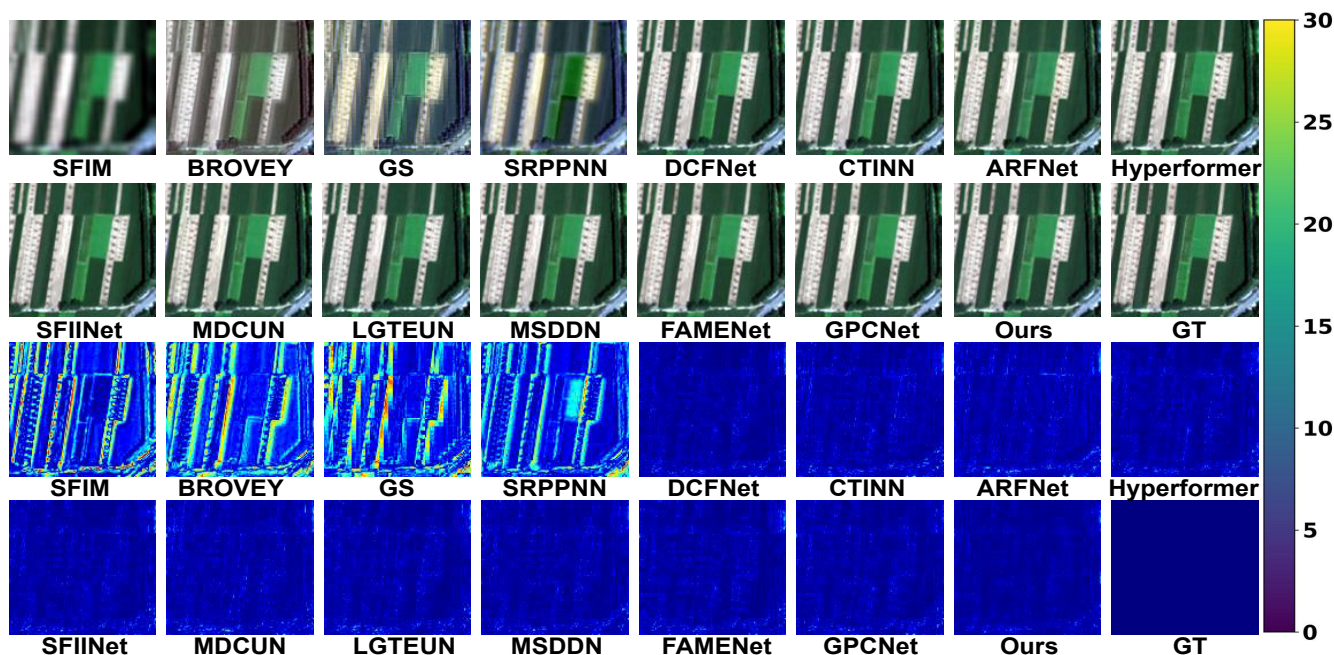 SFIM BROVEY GS SRPPNN DCFNet CTINN ARFNet Hyperformer
SFIINet MDCUN LGTEUN MSDDN FAMENet GPCNet Ours GT
SFIM BROVEY GS SRPPNN DCFNet CTINN ARFNet Hyperformer
SFIINet MDCUN LGTEUN MSDDN FAMENet GPCNet Ours GT
30
25
20
15
10
5
0